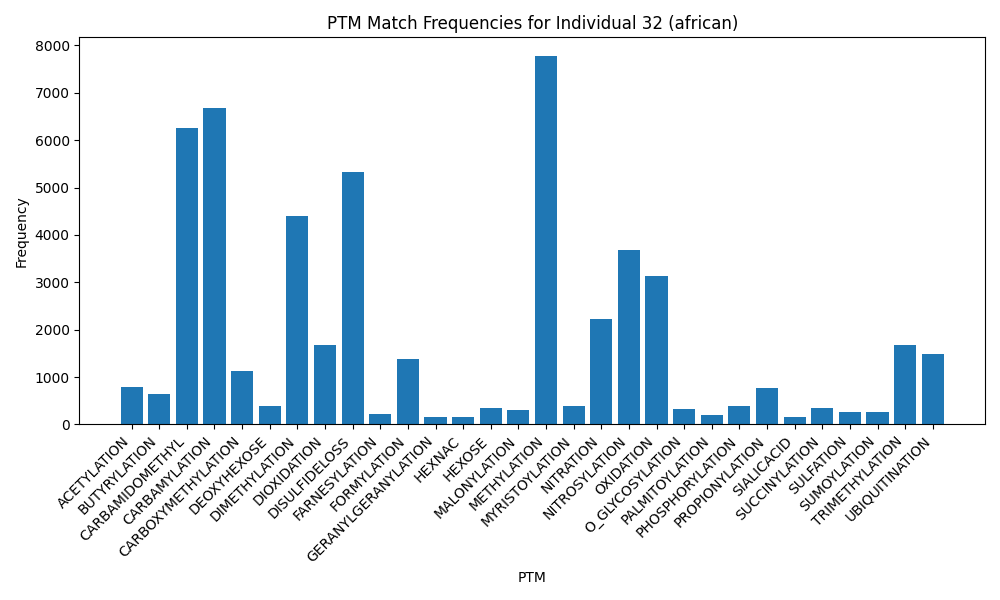 PTM Match Frequencies for Individual 32 (african)
8000
7000
6000
5000
4000
3000
2000
1000
0
Frequency
ACETYLATION
BUTYRYLATION
CARBAMIDOMETHYL
CARBAMYLATION
CARBOXYMETHYLATION
DEOXYHEXOSE
DIMETHYLATION
DIOXIDATION
DISULFIDELOSS
FARNESYLATION
FORMYLATION
GERANYLGERANYLATION
HEXNAC
HEXOSE
MALONYLATION
METHYLATION
MYRISTOYLATION
NITRATION
NITROSYLATION
OXIDATION
O_GLYCOSYLATION
PALMITOYLATION
PHOSPHORYLATION
PROPIONYLATION
SIALICACID
SUCCINYLATION
SULFATION
SUMOYLATION
TRIMETHYLATION
UBIQUITINATION
PTM